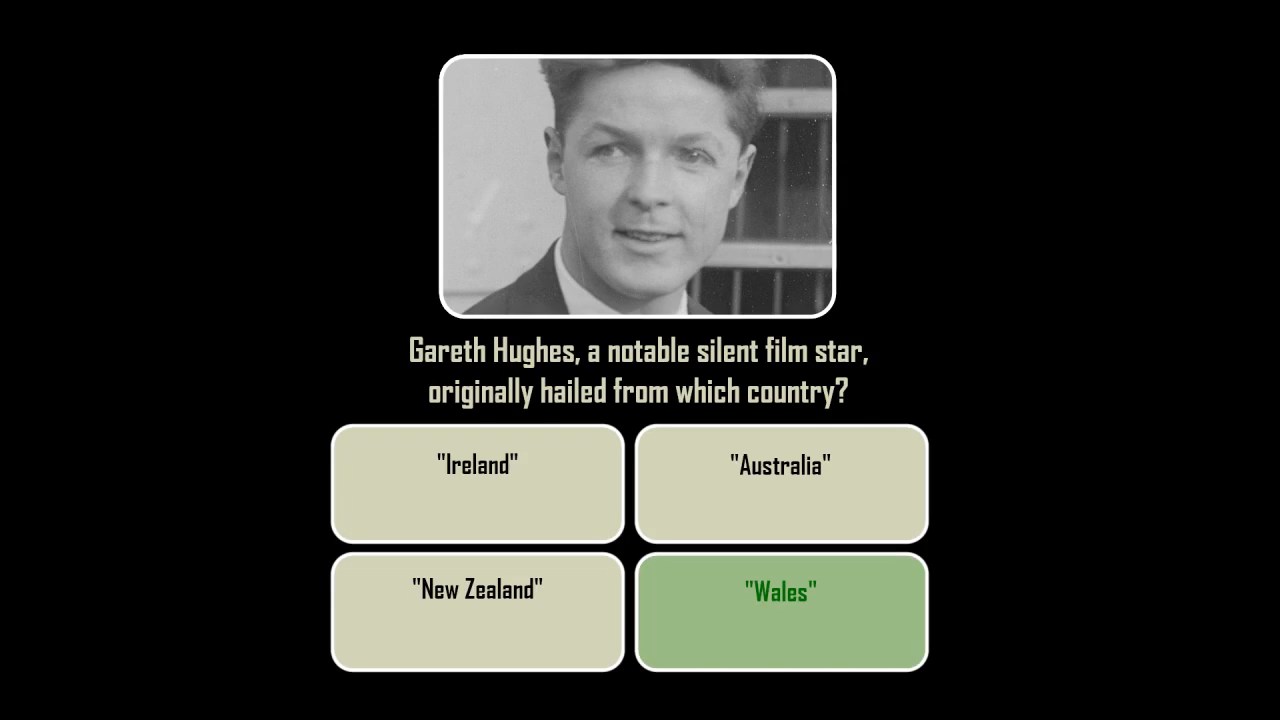 Gareth Hughes, a notable silent film star,
originally hailed from which country?
"Ireland"
"Australia"
"New Zealand"
"Wales"